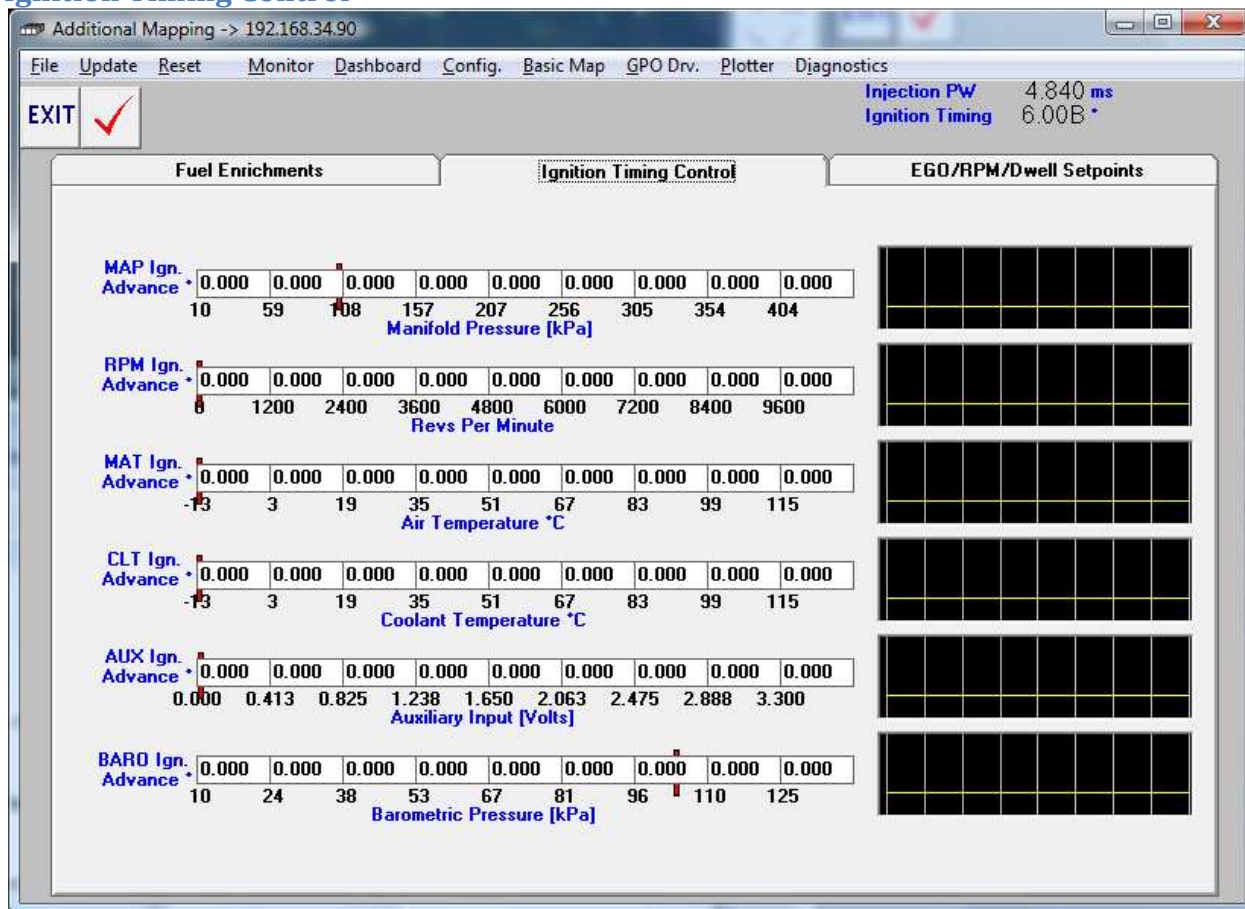 Ignition Timing Control
Additional Mapping -> 192.168.34.90
File Update Reset Monitor Dashboard Config. Basic Map GPO Drv. Plotter Diagnostics
EXIT
Injection PW 4.840 ms
Ignition Timing 6.00B °
Fuel Enrichments Ignition Timing Control EGO/RPM/Dwell Setpoints
MAP Ign.
Advance ° 0.000 0.000 0.000 0.000 0.000 0.000 0.000 0.000 0.000
10 59 108 157 207 256 305 354 404
Manifold Pressure [kPa]
RPM Ign.
Advance ° 0.000 0.000 0.000 0.000 0.000 0.000 0.000 0.000 0.000
0 1200 2400 3600 4800 6000 7200 8400 9600
Revs Per Minute
MAT Ign.
Advance ° 0.000 0.000 0.000 0.000 0.000 0.000 0.000 0.000 0.000
-13 3 19 35 51 67 83 99 115
Air Temperature °C
CLT Ign.
Advance ° 0.000 0.000 0.000 0.000 0.000 0.000 0.000 0.000 0.000
-13 3 19 35 51 67 83 99 115
Coolant Temperature °C
AUX Ign.
Advance ° 0.000 0.000 0.000 0.000 0.000 0.000 0.000 0.000 0.000
0.000 0.413 0.825 1.238 1.650 2.063 2.475 2.888 3.300
Auxiliary Input [Volts]
BARO Ign.
Advance ° 0.000 0.000 0.000 0.000 0.000 0.000 0.000 0.000 0.000
10 24 38 53 67 81 96 110 125
Barometric Pressure [kPa]